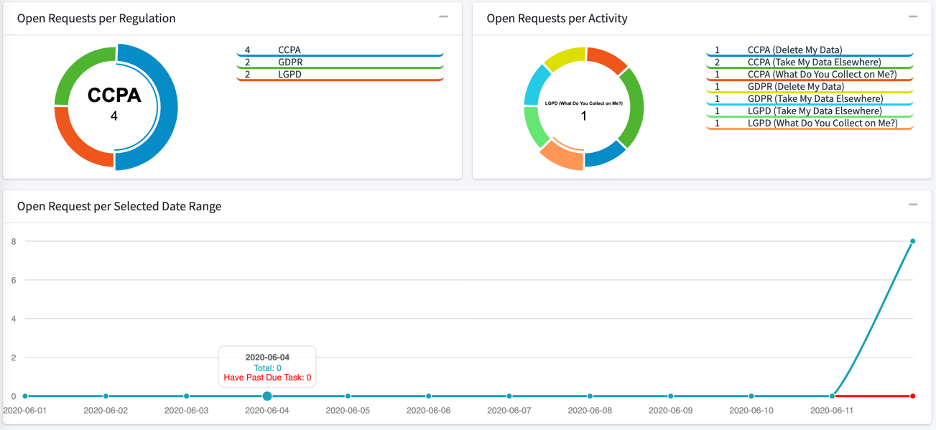 Open Requests per Regulation
CCPA
4
4 CCPA
2 GDPR
2 LGPD
Open Requests per Activity
LGPD (What Do You Collect on Me?)
1
1 CCPA (Delete My Data)
2 CCPA (Take My Data Elsewhere)
1 CCPA (What Do You Collect on Me?)
1 GDPR (Delete My Data)
1 GDPR (Take My Data Elsewhere)
1 LGPD (Take My Data Elsewhere)
1 LGPD (What Do You Collect on Me?)
Open Request per Selected Date Range
8
6
4
2
0
2020-06-04
Total: 0
Have Past Due Task: 0
2020-06-01 2020-06-02 2020-06-03 2020-06-04 2020-06-05 2020-06-06 2020-06-07 2020-06-08 2020-06-09 2020-06-10 2020-06-11